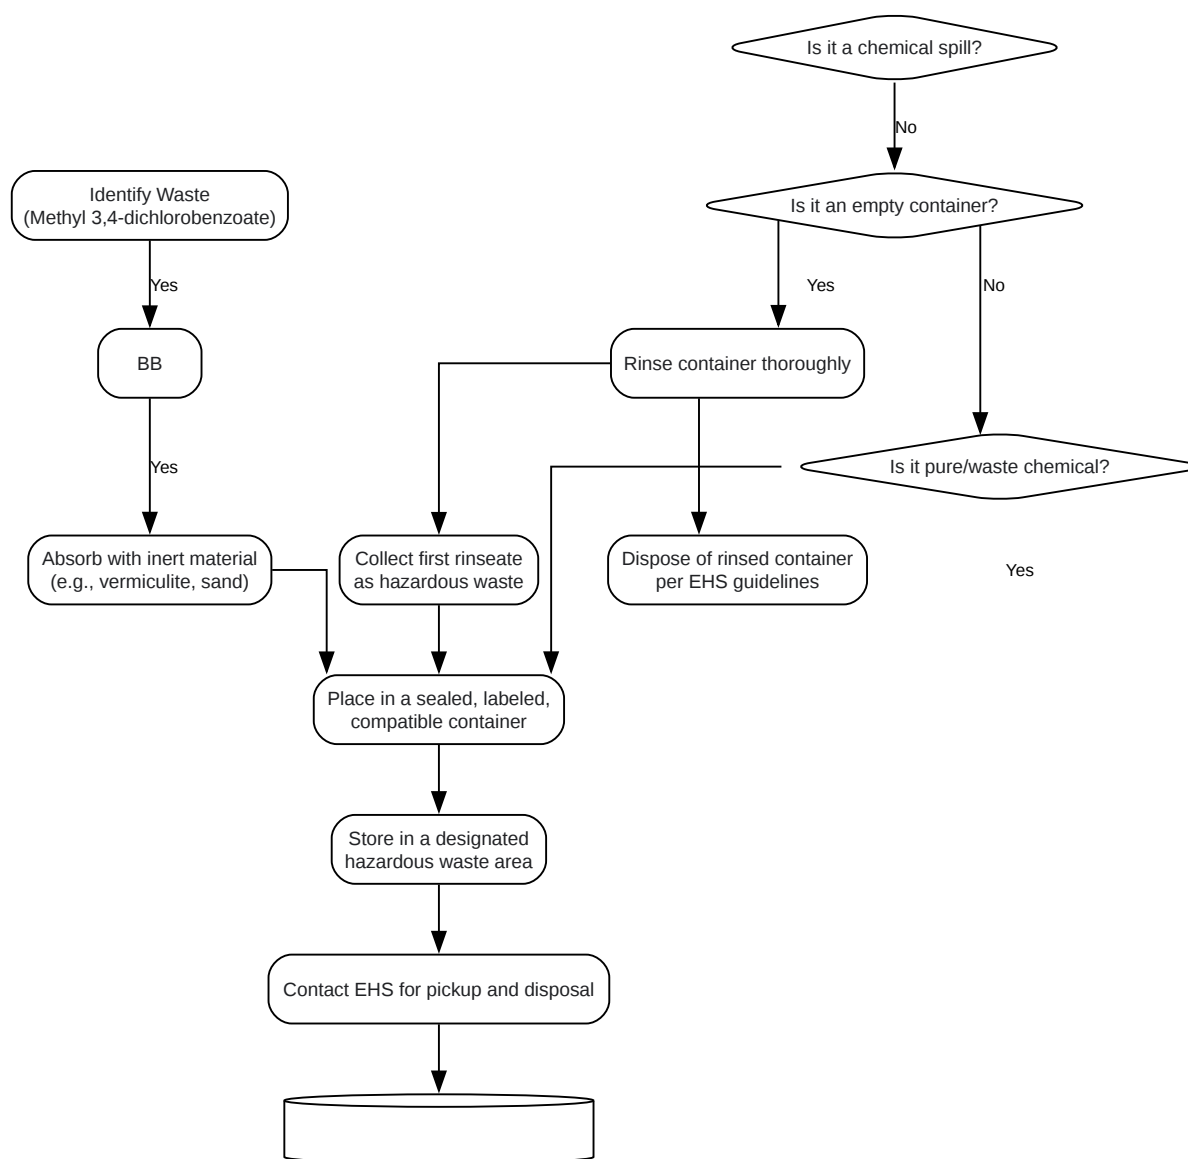 Is it a chemical spill?
No
Identify Waste
(Methyl 3,4-dichlorobenzoate)
Is it an empty container?
Yes
Yes
No
BB
Rinse container thoroughly
Yes
Is it pure/waste chemical?
Absorb with inert material
(e.g., vermiculite, sand)
Collect first rinseate
as hazardous waste
Dispose of rinsed container
per EHS guidelines
Yes
Place in a sealed, labeled,
compatible container
Store in a designated
hazardous waste area
Contact EHS for pickup and disposal